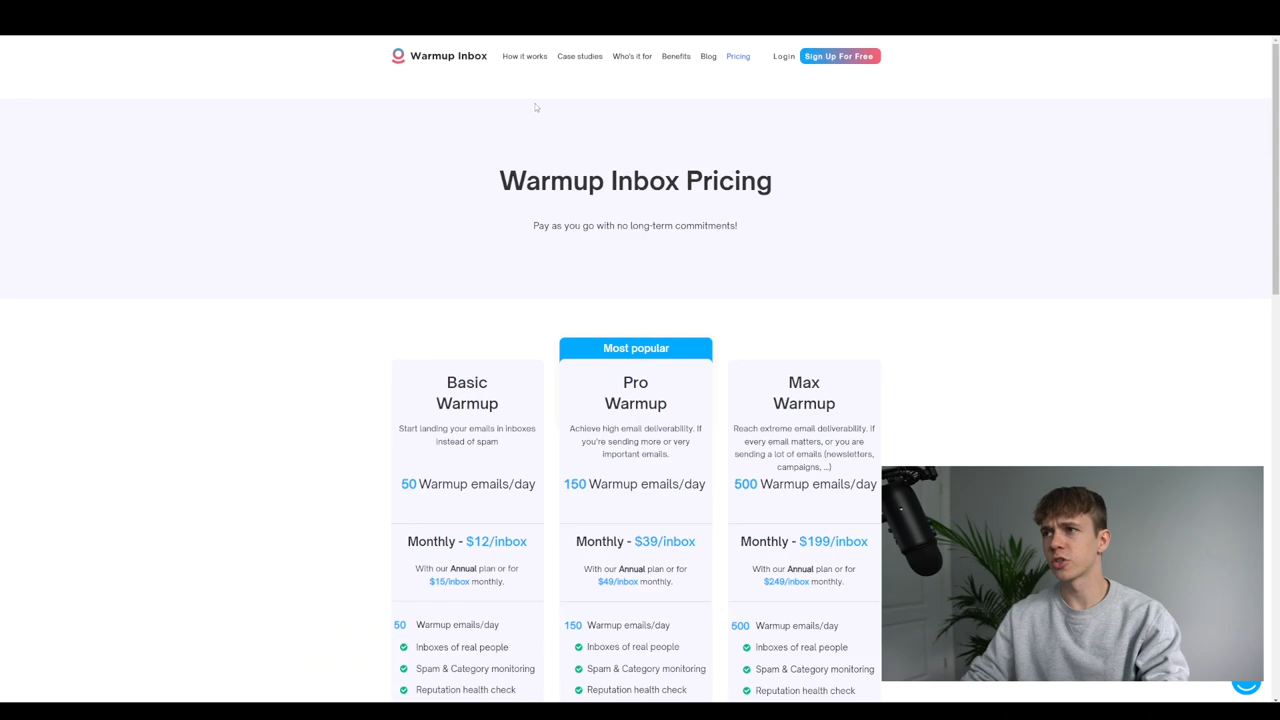 Warmup Inbox How it works Case studies Who's it for Benefits Blog Pricing Login Sign Up For Free
Warmup Inbox Pricing
Pay as you go with no long-term commitments!
Basic
Warmup
Start landing your emails in inboxes
instead of spam
50 Warmup emails/day
Monthly - $12/inbox
With our Annual plan or for
$15/inbox monthly.
50 Warmup emails/day
Inboxes of real people
Spam & Category monitoring
Reputation health check
Most popular
Pro
Warmup
Achieve high email deliverability. If
you're sending more or very
important emails.
150 Warmup emails/day
Monthly - $39/inbox
With our Annual plan or for
$49/inbox monthly.
150 Warmup emails/day
Inboxes of real people
Spam & Category monitoring
Reputation health check
Max
Warmup
Reach extreme email deliverability. If
every email matters, or you are
sending a lot of emails (newsletters,
campaigns, ...)
500 Warmup emails/day
Monthly - $199/inbox
With our Annual plan or for
$249/inbox monthly.
500 Warmup emails/day
Inboxes of real people
Spam & Category monitoring
Reputation health check